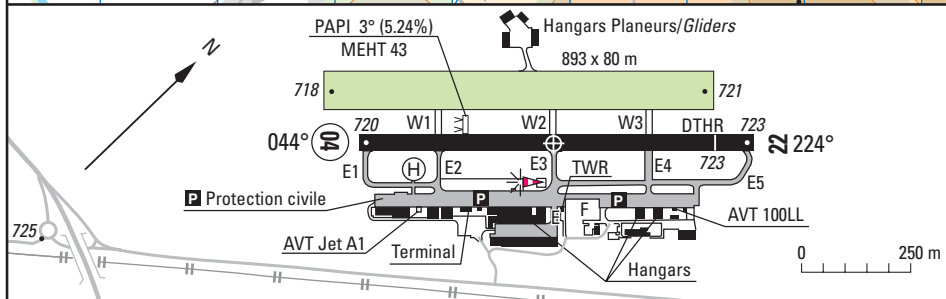 PAPI 3° (5.24%)
MEHT 43
Hangars Planeurs/Gliders
893 x 80 m
N
718
721
720
W1
W2
W3
DTHR
723
044°
04
22
224°
723
E1
H
E2
E3
TWR
E4
E5
P Protection civile
P
P
F
AVT 100LL
725
AVT Jet A1
Terminal
Hangars
0
250 m